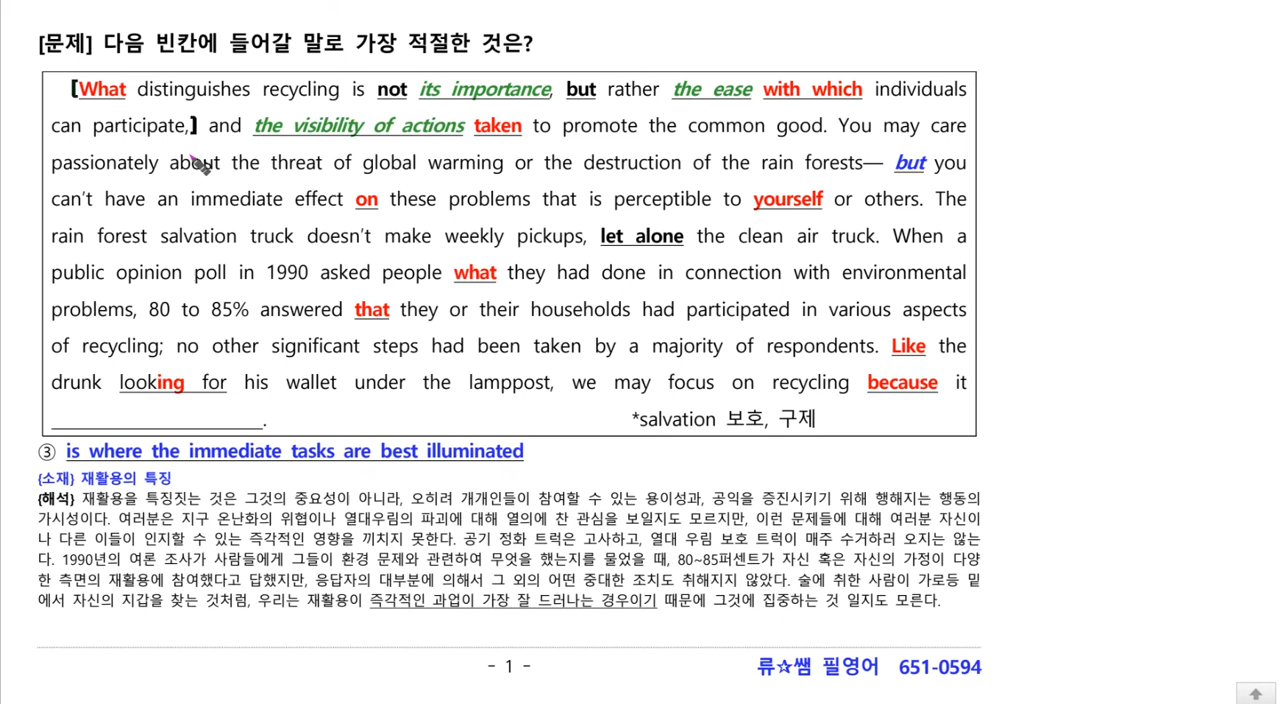 [문제] 다음 빈칸에 들어갈 말로 가장 적절한 것은?
[What distinguishes recycling is not its importance, but rather the ease with which individuals
can participate,] and the visibility of actions taken to promote the common good. You may care
passionately about the threat of global warming or the destruction of the rain forests— but you
can't have an immediate effect on these problems that is perceptible to yourself or others. The
rain forest salvation truck doesn't make weekly pickups, let alone the clean air truck. When a
public opinion poll in 1990 asked people what they had done in connection with environmental
problems, 80 to 85% answered that they or their households had participated in various aspects
of recycling; no other significant steps had been taken by a majority of respondents. Like the
drunk looking for his wallet under the lamppost, we may focus on recycling because it
____________________. *salvation 보호, 구제
③ is where the immediate tasks are best illuminated
{소재} 재활용의 특징
{해석} 재활용을 특징짓는 것은 그것의 중요성이 아니라, 오히려 개개인들이 참여할 수 있는 용이성과, 공익을 증진시키기 위해 행해지는 행동의
가시성이다. 여러분은 지구 온난화의 위협이나 열대우림의 파괴에 대해 열의에 찬 관심을 보일지도 모르지만, 이런 문제들에 대해 여러분 자신이
나 다른 이들이 인지할 수 있는 즉각적인 영향을 끼치지 못한다. 공기 정화 트럭은 고사하고, 열대 우림 보호 트럭이 매주 수거하러 오지는 않는
다. 1990년의 여론 조사가 사람들에게 그들이 환경 문제와 관련하여 무엇을 했는지를 물었을 때, 80~85퍼센트가 자신 혹은 자신의 가정이 다양
한 측면의 재활용에 참여했다고 답했지만, 응답자의 대부분에 의해서 그 외의 어떤 중대한 조치도 취해지지 않았다. 술에 취한 사람이 가로등 밑
에서 자신의 지갑을 찾는 것처럼, 우리는 재활용이 즉각적인 과업이 가장 잘 드러나는 경우이기 때문에 그것에 집중하는 것 일지도 모른다.
- 1 -
류☆쌤 필영어 651-0594